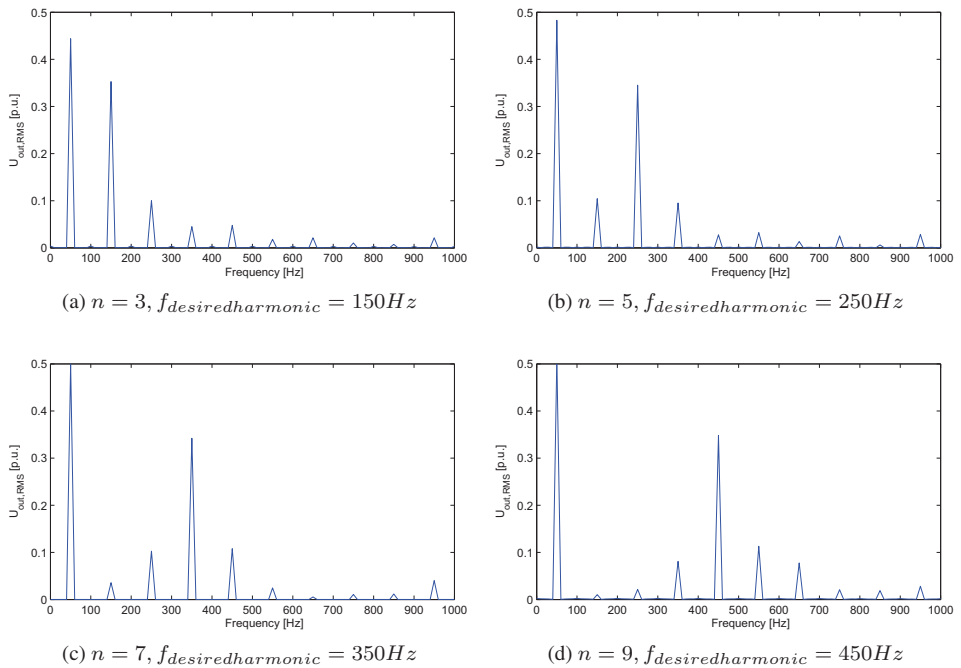 0.5
0.4
0.3
0.2
0.1
0
U_out,RMS [p.u.]
0 100 200 300 400 500 600 700 800 900 1000
Frequency [Hz]
(a) n = 3, f_desiredharmonic = 150Hz
0.5
0.4
0.3
0.2
0.1
0
U_out,RMS [p.u.]
0 100 200 300 400 500 600 700 800 900 1000
Frequency [Hz]
(b) n = 5, f_desiredharmonic = 250Hz
0.5
0.4
0.3
0.2
0.1
0
U_out,RMS [p.u.]
0 100 200 300 400 500 600 700 800 900 1000
Frequency [Hz]
(c) n = 7, f_desiredharmonic = 350Hz
0.5
0.4
0.3
0.2
0.1
0
U_out,RMS [p.u.]
0 100 200 300 400 500 600 700 800 900 1000
Frequency [Hz]
(d) n = 9, f_desiredharmonic = 450Hz